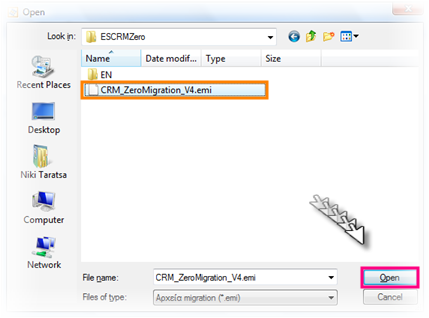 Open
Look in: ESCRMZero
Name Date modif... Type Size
EN
CRM_ZeroMigration_V4.emi
Recent Places
Desktop
Niki Taratsa
Computer
Network
File name: CRM_ZeroMigration_V4.emi Open
Files of type: Αρχεία migration (*.emi) Cancel